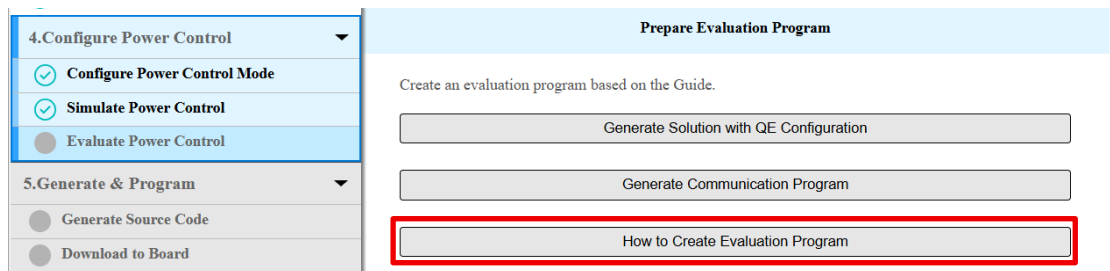 4.Configure Power Control
Configure Power Control Mode
Simulate Power Control
Evaluate Power Control
5.Generate & Program
Generate Source Code
Download to Board
Prepare Evaluation Program
Create an evaluation program based on the Guide.
Generate Solution with QE Configuration
Generate Communication Program
How to Create Evaluation Program